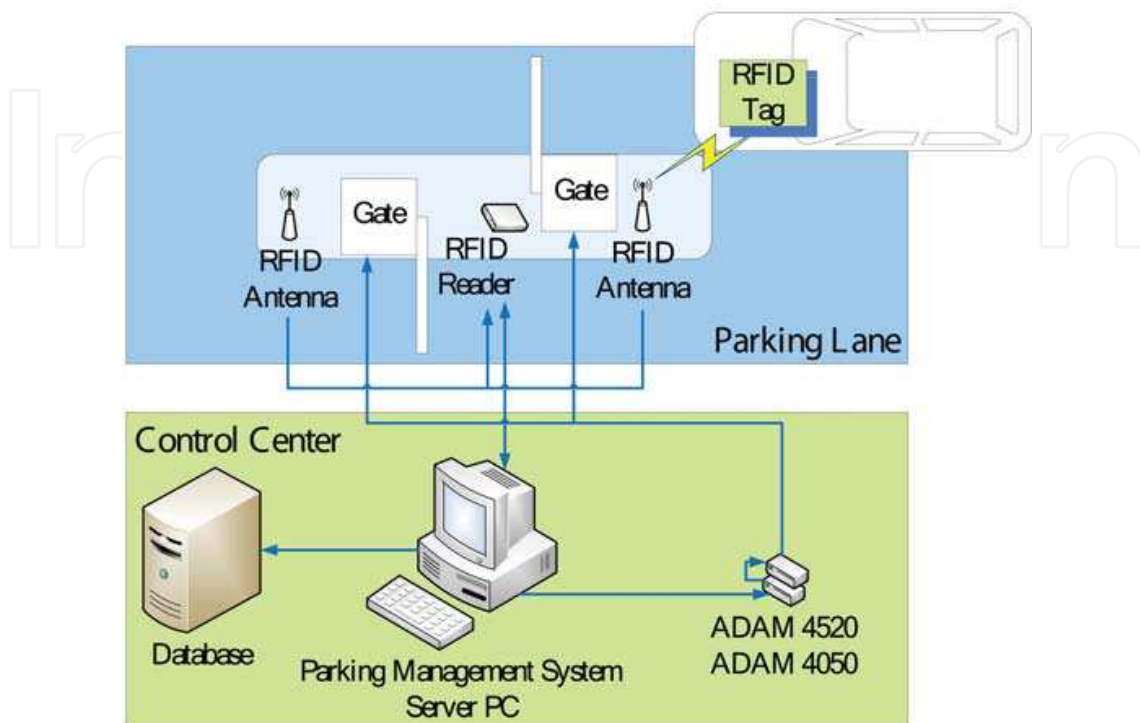 RFID
Tag
Gate
Gate
RFID
Antenna
RFID
Reader
RFID
Antenna
Parking Lane
Control Center
Database
Parking Management System
Server PC
ADAM 4520
ADAM 4050